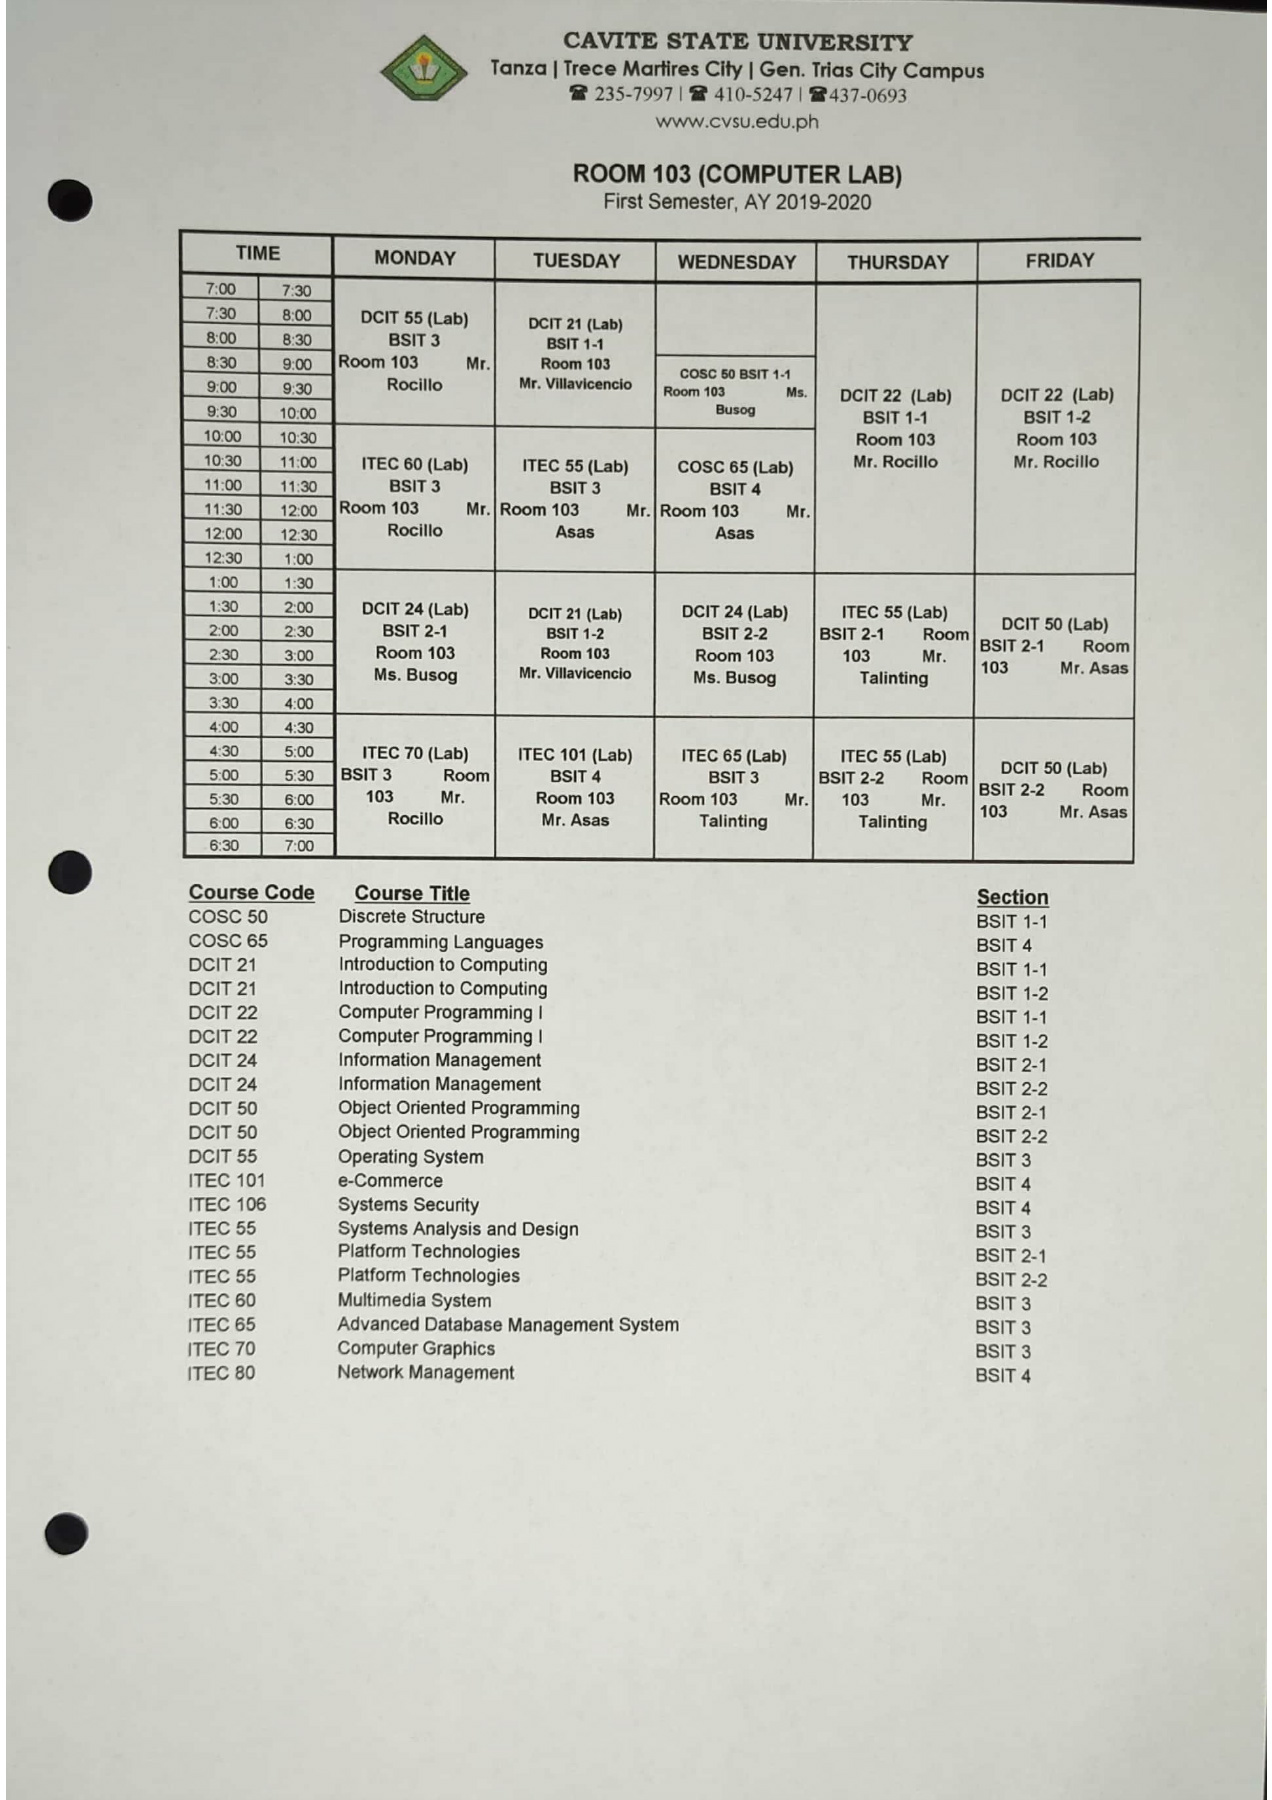 CAVITE STATE UNIVERSITY
Tanza | Trece Martires City | Gen. Trias City Campus
☎ 235-7997 | ☎ 410-5247 | ☎437-0693
www.cvsu.edu.ph
ROOM 103 (COMPUTER LAB)
First Semester, AY 2019-2020
TIME MONDAY TUESDAY WEDNESDAY THURSDAY FRIDAY
7:00 7:30
7:30 8:00
8:00 8:30
8:30 9:00
9:00 9:30
9:30 10:00
10:00 10:30
10:30 11:00
11:00 11:30
11:30 12:00
12:00 12:30
12:30 1:00
1:00 1:30
1:30 2:00
2:00 2:30
2:30 3:00
3:00 3:30
3:30 4:00
4:00 4:30
4:30 5:00
5:00 5:30
5:30 6:00
6:00 6:30
6:30 7:00
DCIT 55 (Lab)
BSIT 3
Room 103 Mr.
Rocillo
ITEC 60 (Lab)
BSIT 3
Room 103 Mr.
Rocillo
DCIT 24 (Lab)
BSIT 2-1
Room 103
Ms. Busog
ITEC 70 (Lab)
BSIT 3 Room
103 Mr.
Rocillo
DCIT 21 (Lab)
BSIT 1-1
Room 103
Mr. Villavicencio
ITEC 55 (Lab)
BSIT 3
Room 103 Mr.
Asas
DCIT 21 (Lab)
BSIT 1-2
Room 103
Mr. Villavicencio
ITEC 101 (Lab)
BSIT 4
Room 103
Mr. Asas
COSC 50 BSIT 1-1
Room 103 Ms.
Busog
COSC 65 (Lab)
BSIT 4
Room 103 Mr.
Asas
DCIT 24 (Lab)
BSIT 2-2
Room 103
Ms. Busog
ITEC 65 (Lab)
BSIT 3
Room 103 Mr.
Talinting
DCIT 22 (Lab)
BSIT 1-1
Room 103
Mr. Rocillo
ITEC 55 (Lab)
BSIT 2-1 Room
103 Mr.
Talinting
ITEC 55 (Lab)
BSIT 2-2 Room
103 Mr.
Talinting
DCIT 22 (Lab)
BSIT 1-2
Room 103
Mr. Rocillo
DCIT 50 (Lab)
BSIT 2-1 Room
103 Mr. Asas
DCIT 50 (Lab)
BSIT 2-2 Room
103 Mr. Asas
Course Code Course Title Section
COSC 50 Discrete Structure BSIT 1-1
COSC 65 Programming Languages BSIT 4
DCIT 21 Introduction to Computing BSIT 1-1
DCIT 21 Introduction to Computing BSIT 1-2
DCIT 22 Computer Programming I BSIT 1-1
DCIT 22 Computer Programming I BSIT 1-2
DCIT 24 Information Management BSIT 2-1
DCIT 24 Information Management BSIT 2-2
DCIT 50 Object Oriented Programming BSIT 2-1
DCIT 50 Object Oriented Programming BSIT 2-2
DCIT 55 Operating System BSIT 3
ITEC 101 e-Commerce BSIT 4
ITEC 106 Systems Security BSIT 4
ITEC 55 Systems Analysis and Design BSIT 3
ITEC 55 Platform Technologies BSIT 2-1
ITEC 55 Platform Technologies BSIT 2-2
ITEC 60 Multimedia System BSIT 3
ITEC 65 Advanced Database Management System BSIT 3
ITEC 70 Computer Graphics BSIT 3
ITEC 80 Network Management BSIT 4